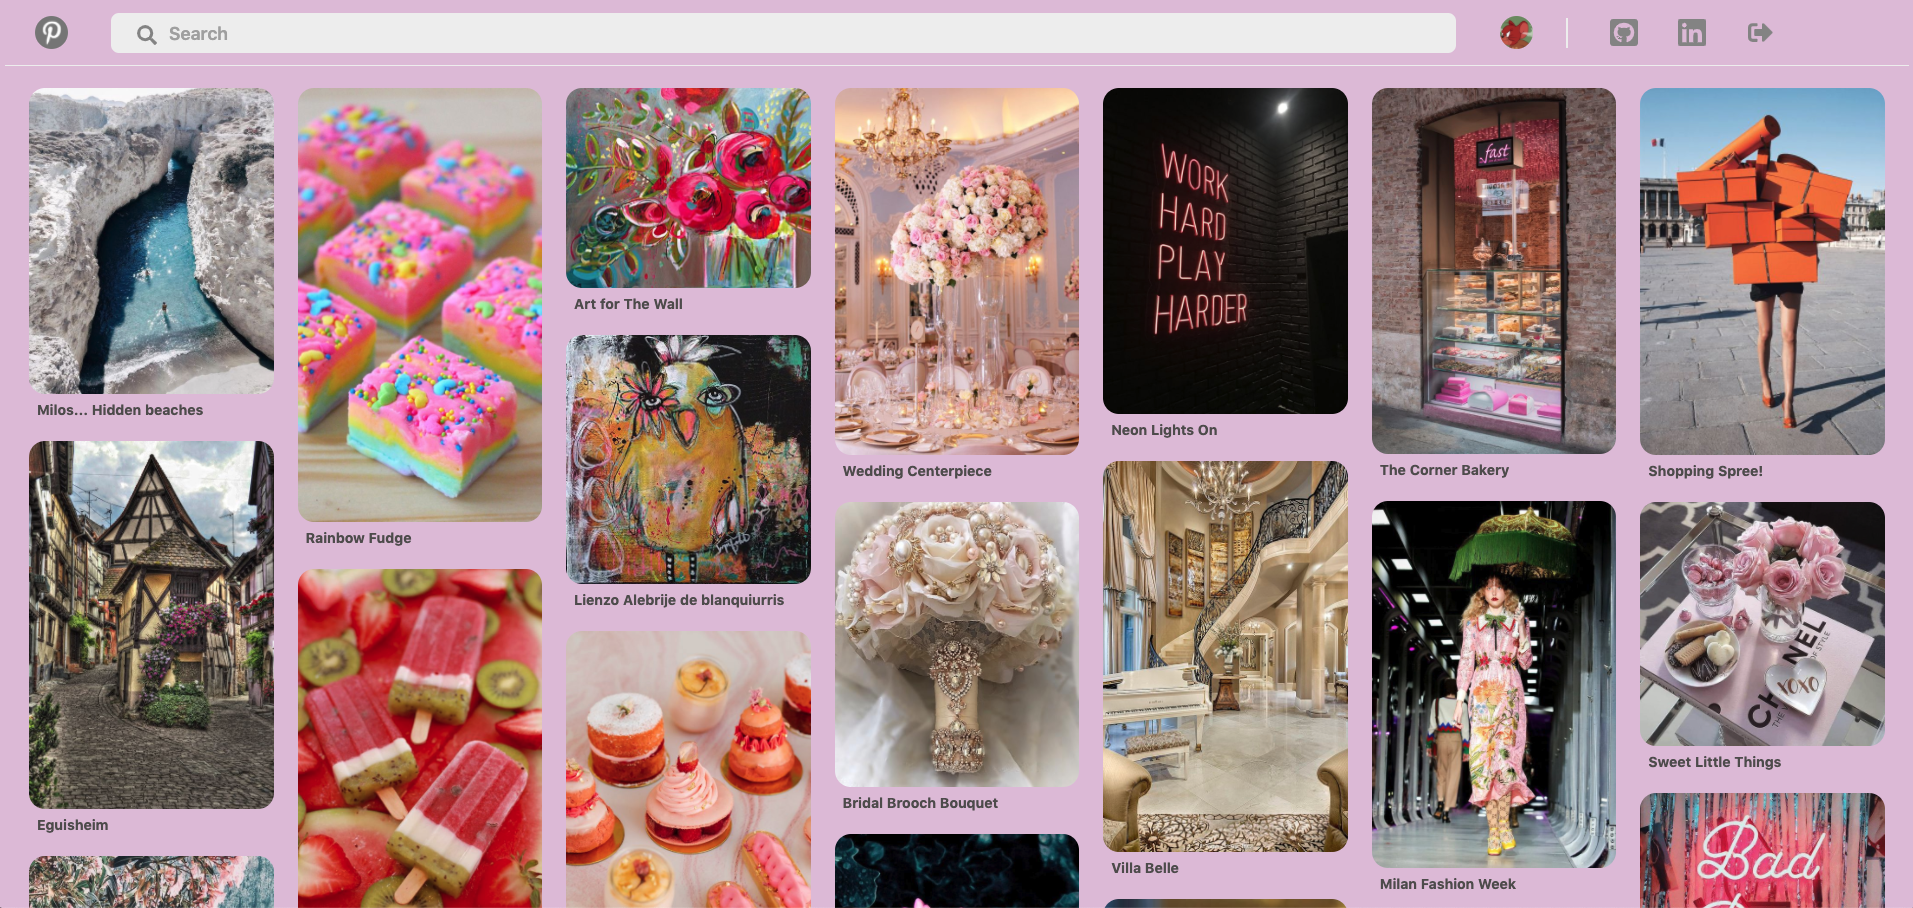 Search
Milos... Hidden beaches
Eguisheim
Rainbow Fudge
Art for The Wall
Lienzo Alebrije de blanquiurris
Wedding Centerpiece
Bridal Brooch Bouquet
WORK
HARD
PLAY
HARDER
Neon Lights On
Villa Belle
fast
The Corner Bakery
Milan Fashion Week
Shopping Spree!
XOXO
Sweet Little Things
Bad